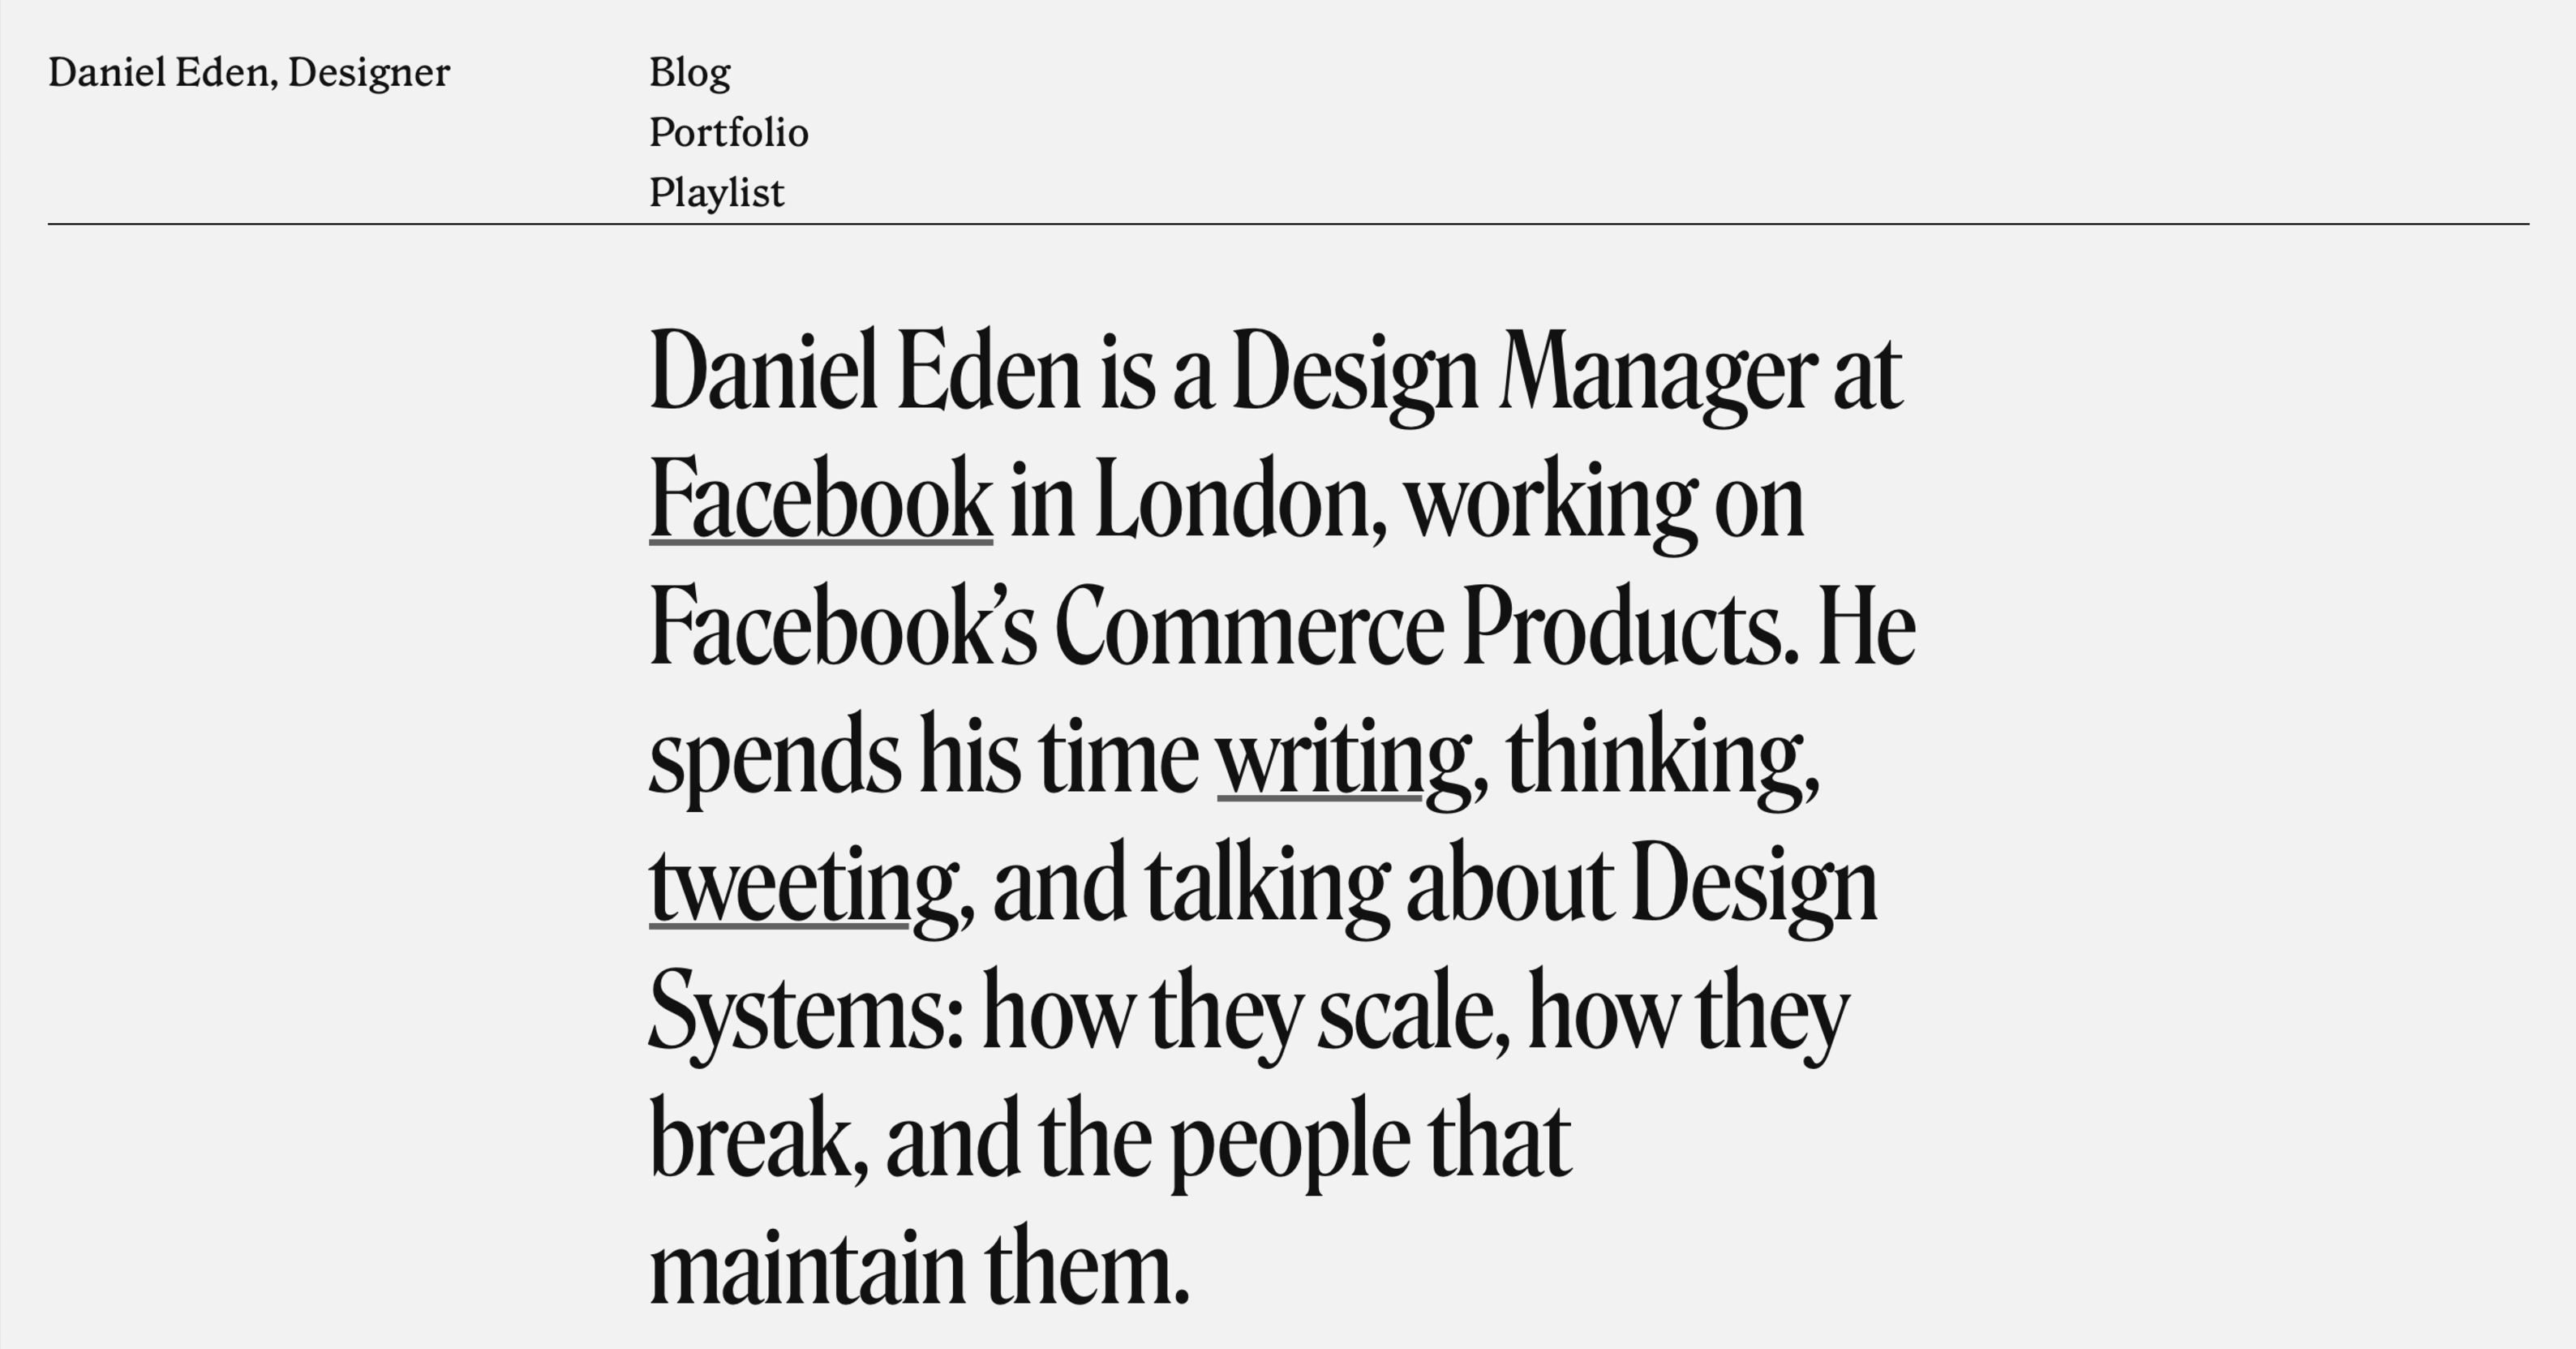 Daniel Eden, Designer
Blog
Portfolio
Playlist
Daniel Eden is a Design Manager at
Facebook in London, working on
Facebook’s Commerce Products. He
spends his time writing, thinking,
tweeting, and talking about Design
Systems: how they scale, how they
break, and the people that
maintain them.